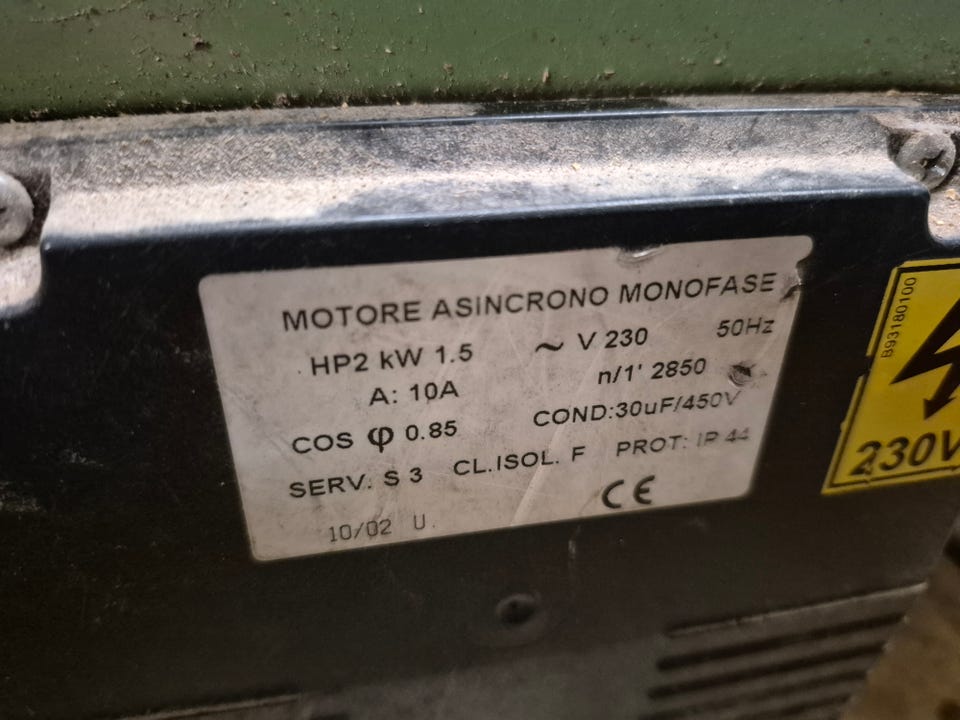 MOTORE ASINCRONO MONOFASE
HP2 kW 1.5 ~ V 230 50Hz
A: 10A n/1' 2850
COS φ 0.85 COND:30uF/450V
SERV. S 3 CL.ISOL. F PROT: IP 44
CE
10/02 U.
B93180100
230V